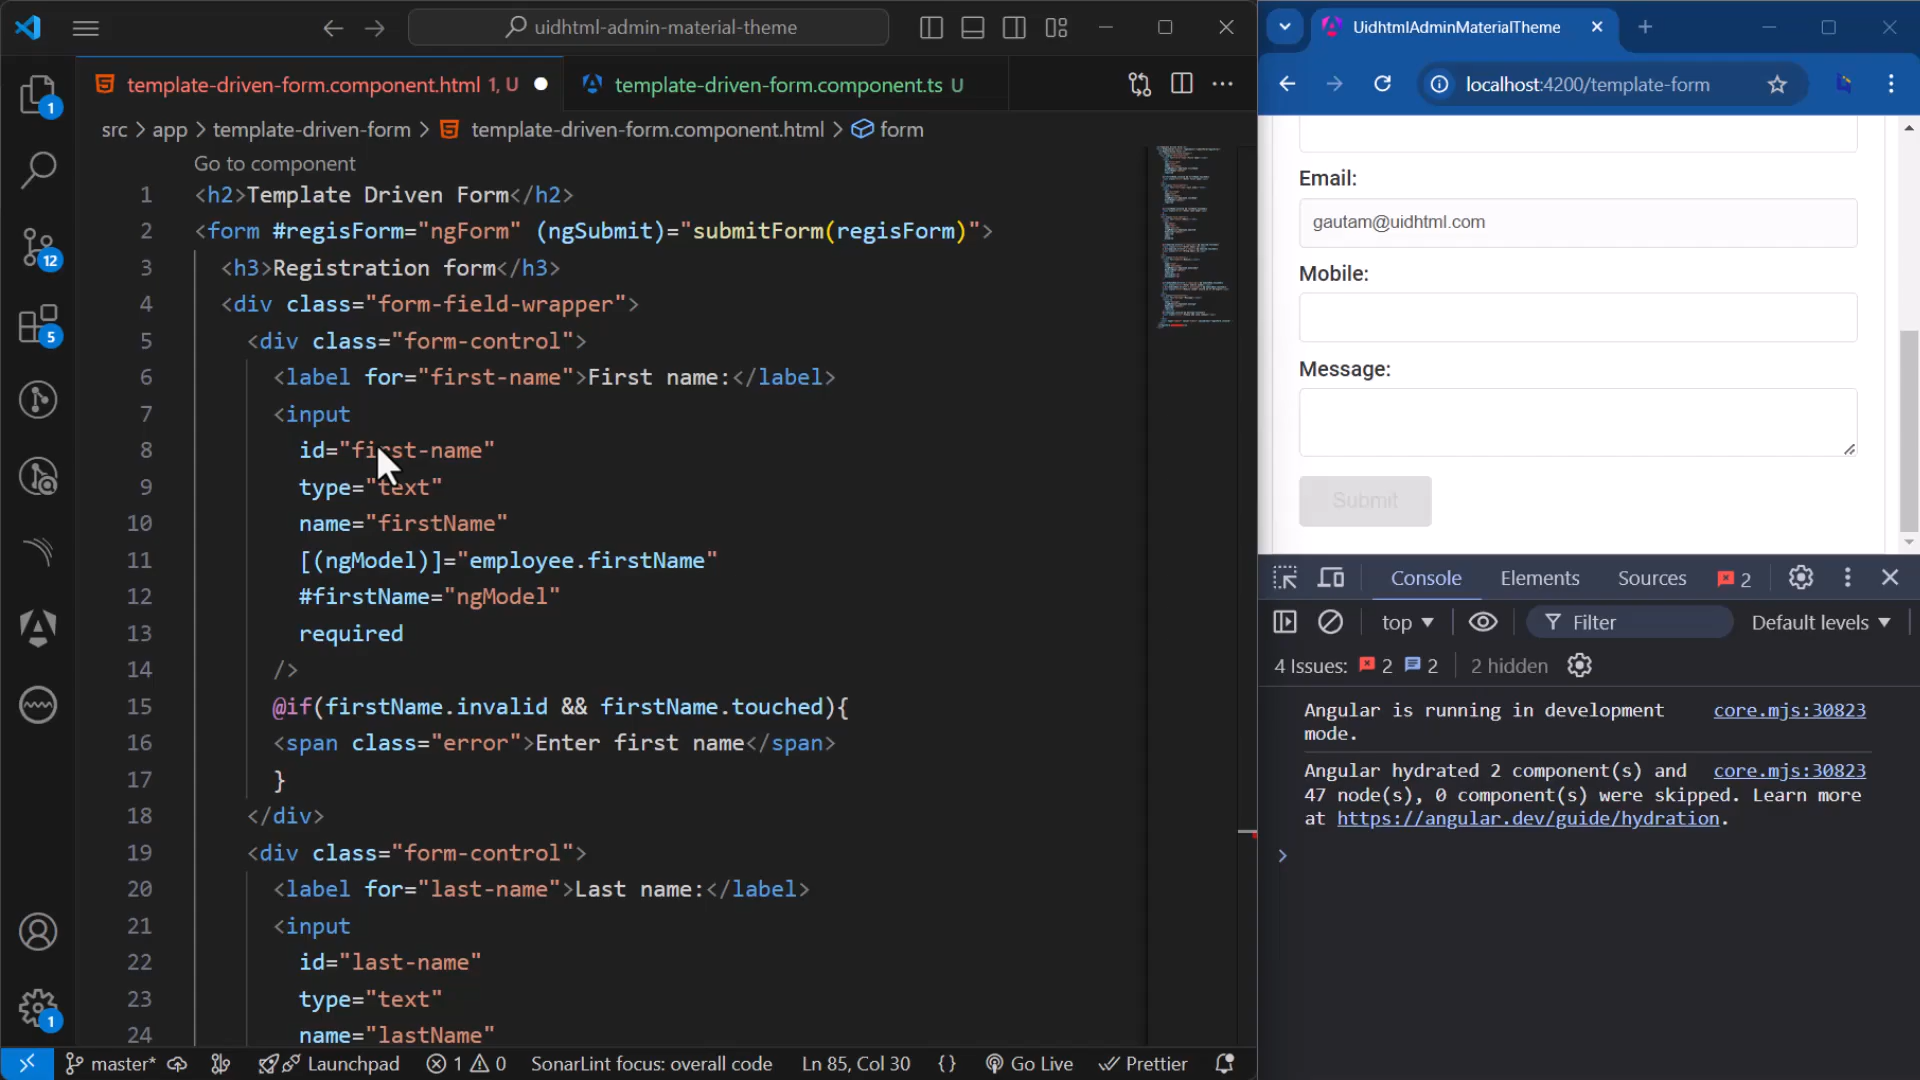 uidhtml-admin-material-theme
template-driven-form.component.html 1, U
template-driven-form.component.ts U
src > app > template-driven-form > template-driven-form.component.html > form
Go to component
1 <h2>Template Driven Form</h2>
2 <form #regisForm="ngForm" (ngSubmit)="submitForm(regisForm)">
3 <h3>Registration form</h3>
4 <div class="form-field-wrapper">
5 <div class="form-control">
6 <label for="first-name">First name:</label>
7 <input
8 id="first-name"
9 type="text"
10 name="firstName"
11 [(ngModel)]="employee.firstName"
12 #firstName="ngModel"
13 required
14 />
15 @if(firstName.invalid && firstName.touched){
16 <span class="error">Enter first name</span>
17 }
18 </div>
19 <div class="form-control">
20 <label for="last-name">Last name:</label>
21 <input
22 id="last-name"
23 type="text"
24 name="lastName"
1
12
5
1
master* Launchpad 1 0 SonarLint focus: overall code Ln 85, Col 30 {} Go Live Prettier
UidhtmlAdminMaterialTheme
localhost:4200/template-form
Email:
gautam@uidhtml.com
Mobile:
Message:
Submit
Console Elements Sources 2
top Filter Default levels
4 Issues: 2 2 2 hidden
Angular is running in development core.mjs:30823
mode.
Angular hydrated 2 component(s) and core.mjs:30823
47 node(s), 0 component(s) were skipped. Learn more
at https://angular.dev/guide/hydration.